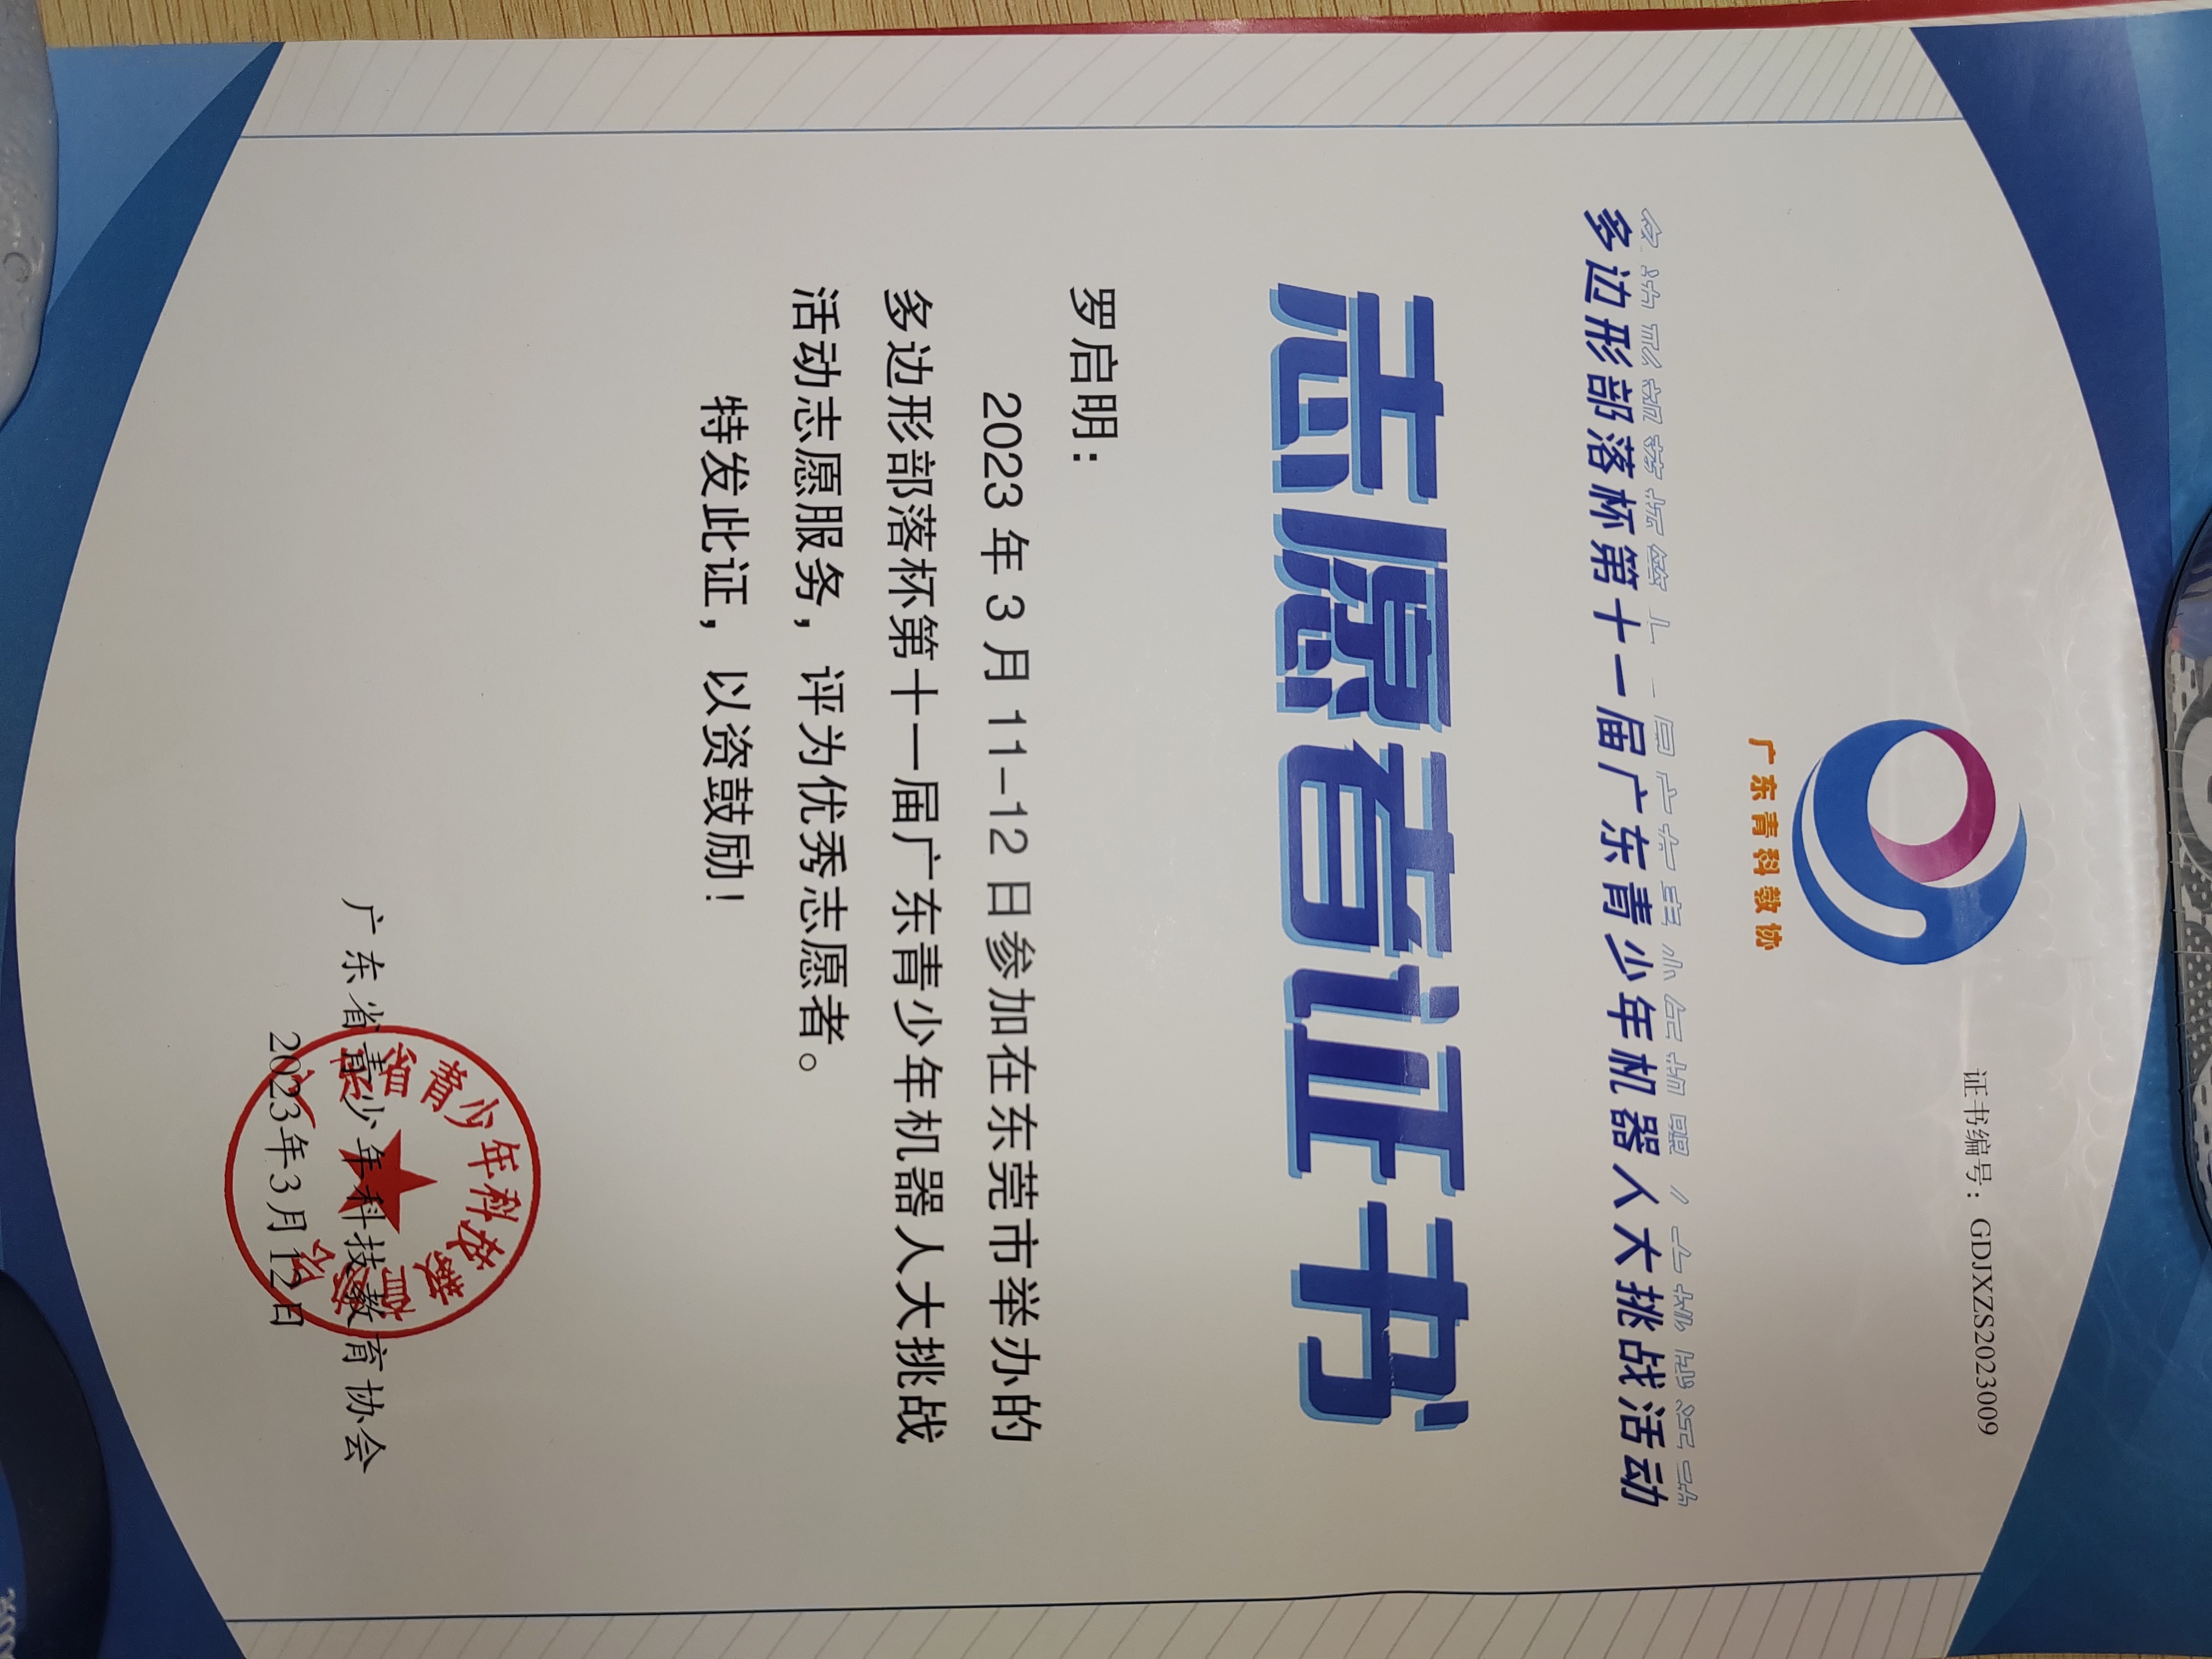 证书编号：GDJXZS2023009
广东青科教协
多边形部落杯第十一届广东青少年机器人大挑战活动
志愿者证书
罗启明：
2023 年 3 月 11-12 日参加在东莞市举办的
多边形部落杯第十一届广东青少年机器人大挑战
活动志愿服务，评为优秀志愿者。
特发此证，以资鼓励！
广东省青少年科技教育协会
广东省青少年科技教育协会
2023年3月12日